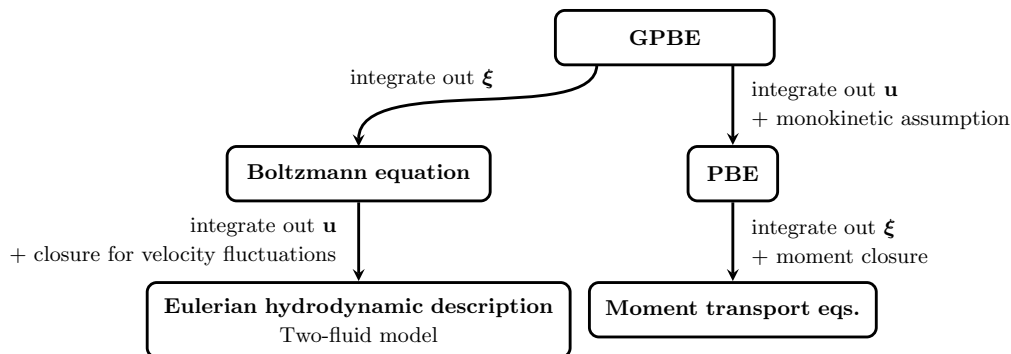 GPBE
integrate out ξ
integrate out u
+ monokinetic assumption
Boltzmann equation
PBE
integrate out u
+ closure for velocity fluctuations
integrate out ξ
+ moment closure
Eulerian hydrodynamic description
Two-fluid model
Moment transport eqs.